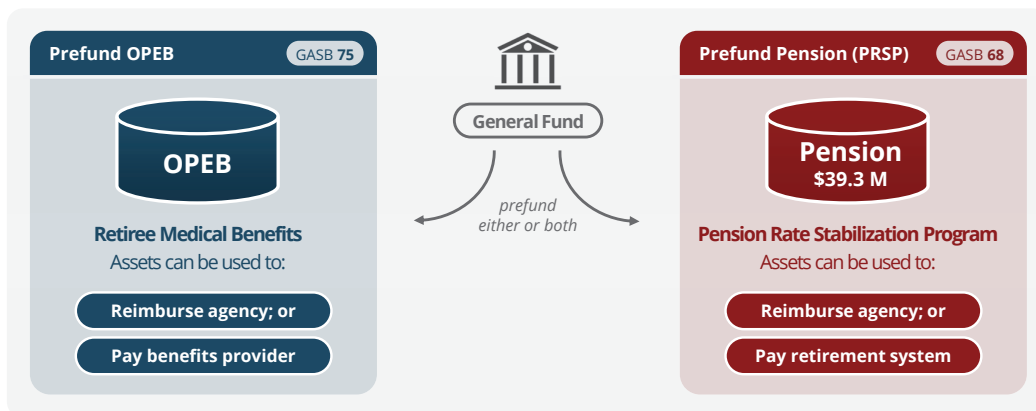 Prefund OPEB
GASB 75
OPEB
Retiree Medical Benefits
Assets can be used to:
Reimburse agency; or
Pay benefits provider
General Fund
prefund
either or both
Prefund Pension (PRSP)
GASB 68
Pension
$39.3 M
Pension Rate Stabilization Program
Assets can be used to:
Reimburse agency; or
Pay retirement system